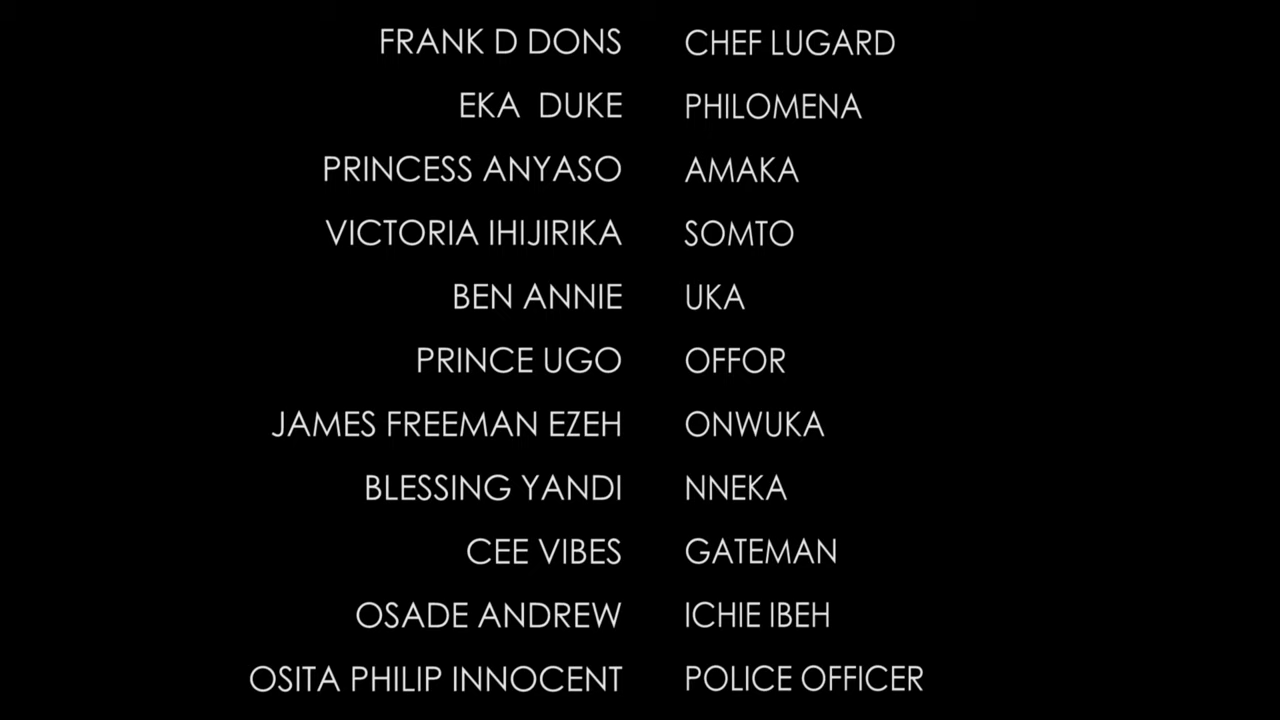 FRANK D DONS CHEF LUGARD
EKA DUKE PHILOMENA
PRINCESS ANYASO AMAKA
VICTORIA IHIJIRIKA SOMTO
BEN ANNIE UKA
PRINCE UGO OFFOR
JAMES FREEMAN EZEH ONWUKA
BLESSING YANDI NNEKA
CEE VIBES GATEMAN
OSADE ANDREW ICHIE IBEH
OSITA PHILIP INNOCENT POLICE OFFICER